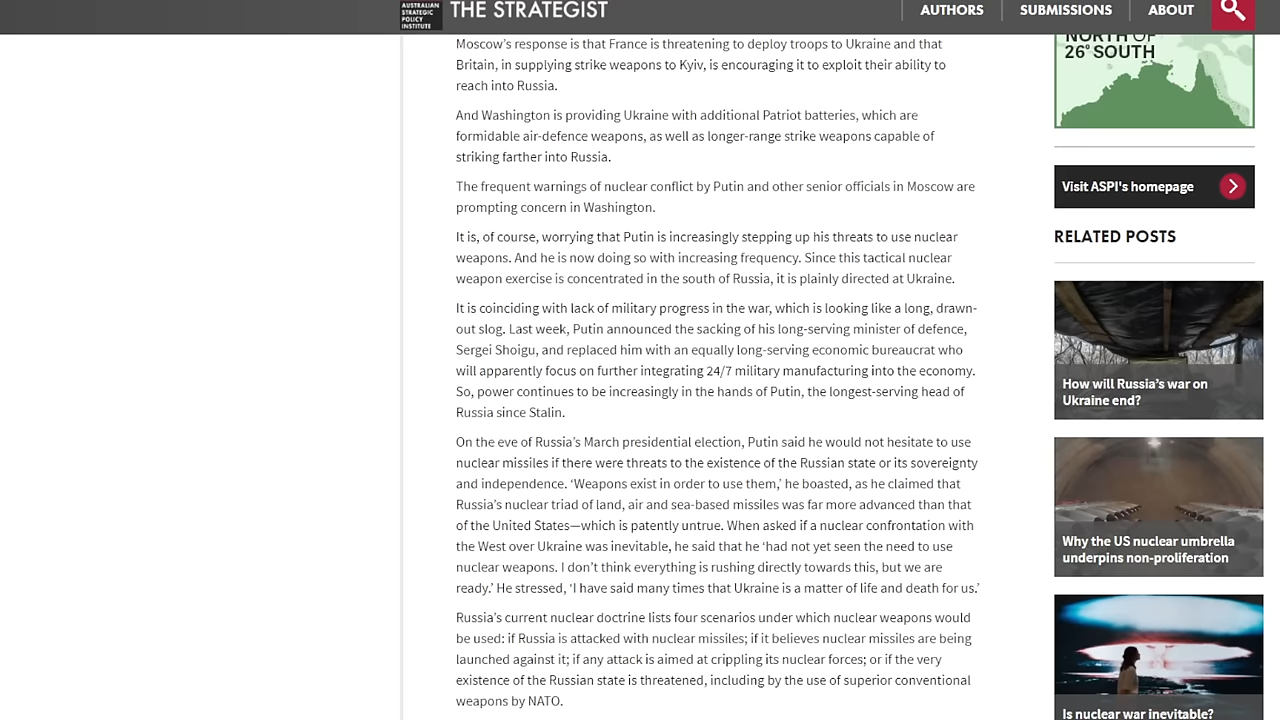 AUSTRALIAN
STRATEGIC
POLICY
INSTITUTE
THE STRATEGIST
AUTHORS
SUBMISSIONS
ABOUT
Moscow’s response is that France is threatening to deploy troops to Ukraine and that
Britain, in supplying strike weapons to Kyiv, is encouraging it to exploit their ability to
reach into Russia.
And Washington is providing Ukraine with additional Patriot batteries, which are
formidable air-defence weapons, as well as longer-range strike weapons capable of
striking farther into Russia.
The frequent warnings of nuclear conflict by Putin and other senior officials in Moscow are
prompting concern in Washington.
It is, of course, worrying that Putin is increasingly stepping up his threats to use nuclear
weapons. And he is now doing so with increasing frequency. Since this tactical nuclear
weapon exercise is concentrated in the south of Russia, it is plainly directed at Ukraine.
It is coinciding with lack of military progress in the war, which is looking like a long, drawn-
out slog. Last week, Putin announced the sacking of his long-serving minister of defence,
Sergei Shoigu, and replaced him with an equally long-serving economic bureaucrat who
will apparently focus on further integrating 24/7 military manufacturing into the economy.
So, power continues to be increasingly in the hands of Putin, the longest-serving head of
Russia since Stalin.
On the eve of Russia’s March presidential election, Putin said he would not hesitate to use
nuclear missiles if there were threats to the existence of the Russian state or its sovereignty
and independence. ‘Weapons exist in order to use them,’ he boasted, as he claimed that
Russia’s nuclear triad of land, air and sea-based missiles was far more advanced than that
of the United States—which is patently untrue. When asked if a nuclear confrontation with
the West over Ukraine was inevitable, he said that he ‘had not yet seen the need to use
nuclear weapons. I don’t think everything is rushing directly towards this, but we are
ready.’ He stressed, ‘I have said many times that Ukraine is a matter of life and death for us.’
Russia’s current nuclear doctrine lists four scenarios under which nuclear weapons would
be used: if Russia is attacked with nuclear missiles; if it believes nuclear missiles are being
launched against it; if any attack is aimed at crippling its nuclear forces; or if the very
existence of the Russian state is threatened, including by the use of superior conventional
weapons by NATO.
NORTH OF
26° SOUTH
Visit ASPI's homepage
RELATED POSTS
How will Russia’s war on
Ukraine end?
Why the US nuclear umbrella
underpins non-proliferation
Is nuclear war inevitable?